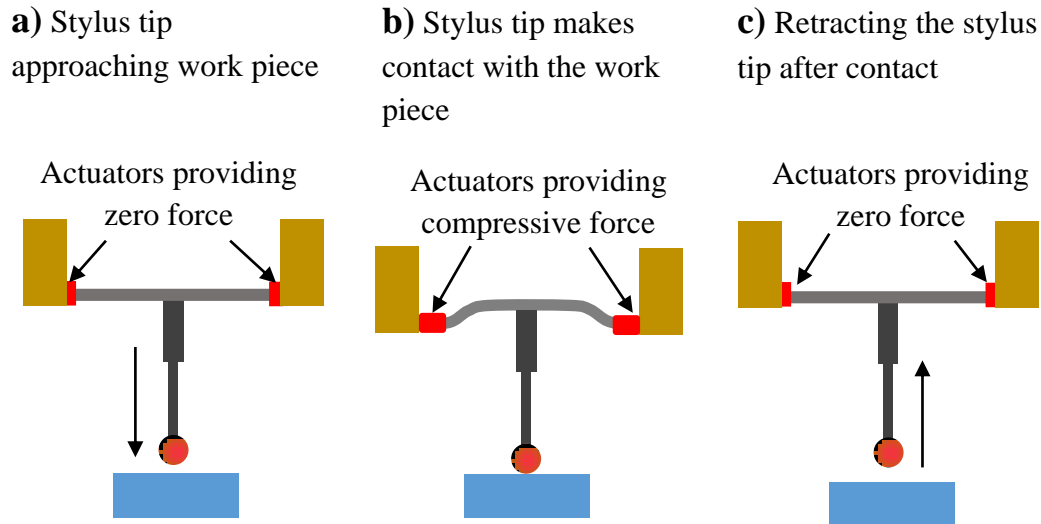 a) Stylus tip
approaching work piece
b) Stylus tip makes
contact with the work
piece
c) Retracting the stylus
tip after contact
Actuators providing
zero force
Actuators providing
compressive force
Actuators providing
zero force